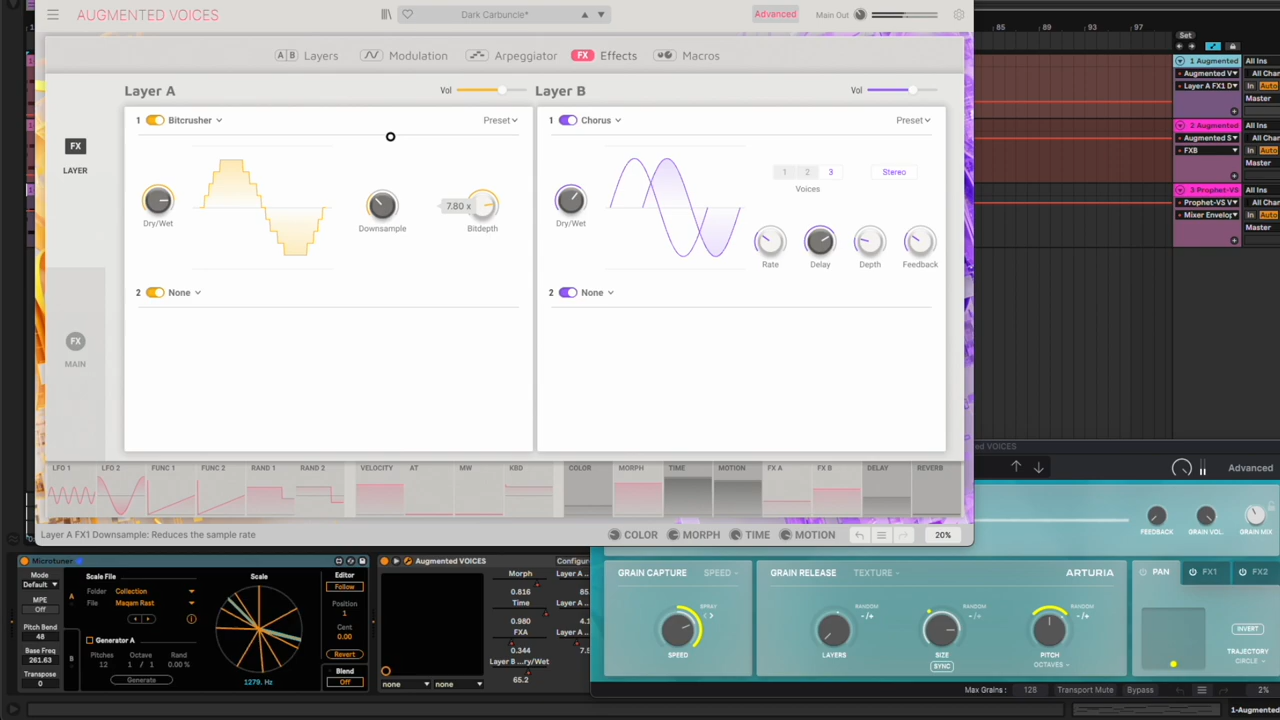 AUGMENTED VOICES
Dark Carbuncle*
Advanced
Main Out
Layers
Modulation
Arpeggiator
FX Effects
Macros
Layer A
Vol
Layer B
Vol
FX
LAYER
1 Bitcrusher
Preset
Dry/Wet
Downsample
7.80 x
Bitdepth
1 Chorus
Preset
Dry/Wet
1 2 3
Voices
Stereo
Rate
Delay
Depth
Feedback
2 None
2 None
FX
MAIN
LFO 1
LFO 2
FUNC 1
FUNC 2
RAND 1
RAND 2
VELOCITY
AT
MW
KBD
COLOR
MORPH
TIME
MOTION
FX A
FX B
DELAY
REVERB
Layer A FX1 Downsample: Reduces the sample rate
COLOR
MORPH
TIME
MOTION
20%
85
89
93
97
Set
1 Augmented
All Ins
Augmented V
All Char
Layer A FX1 D
In Auto
Master
2 Augmented
All Ins
Augmented S
All Char
FXB
In Auto
Master
3 Prophet-VS
All Ins
Prophet-VS V
All Char
Mixer Envelop
In Auto
Master
VOICES
Advanced
FEEDBACK
GRAIN VOL.
GRAIN MIX
GRAIN CAPTURE
SPEED
GRAIN RELEASE
TEXTURE
ARTURIA
PAN
FX1
FX2
SPRAY
SPEED
LAYERS
RANDOM
-/+
SIZE
SYNC
RANDOM
-/+
PITCH
OCTAVES
RANDOM
-/+
INVERT
TRAJECTORY
CIRCLE
Max Grains: 128
Transport Mute
Bypass
2%
1-Augmented
Microtuner
Mode
Default
MPE
Off
Pitch Bend
48
Base Freq
261.63
Transpose
0
A
B
Scale File
Folder
Collection
File
Maqam Rast
Generator A
Pitches
12
Octave
1 / 1
Rand
0.00 %
Generate
Scale
1279. Hz
Editor
Follow
Position
1
Cent
0.00
Revert
Blend
Off
Augmented VOICES
Configu
none
none
Morph
0.816
Time
0.980
FXA
0.344
Layer B ...ry/Wet
65.2
Layer A ..
85
Layer A ..